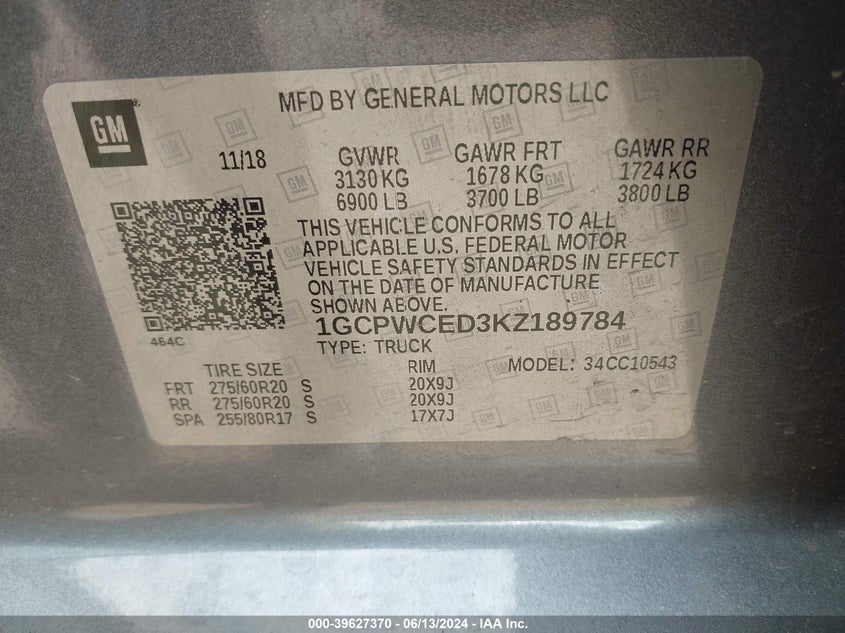 GM
MFD BY GENERAL MOTORS LLC
11/18 GVWR GAWR FRT GAWR RR
3130 KG 1678 KG 1724 KG
6900 LB 3700 LB 3800 LB
THIS VEHICLE CONFORMS TO ALL
APPLICABLE U.S. FEDERAL MOTOR
VEHICLE SAFETY STANDARDS IN EFFECT
ON THE DATE OF MANUFACTURE
SHOWN ABOVE.
464C
1GCPWCED3KZ189784
TYPE: TRUCK
MODEL: 34CC10543
TIRE SIZE RIM
FRT 275/60R20 S 20X9J
RR 275/60R20 S 20X9J
SPA 255/80R17 S 17X7J
000-39627370 / 06/13/2024 - IAA, Inc.